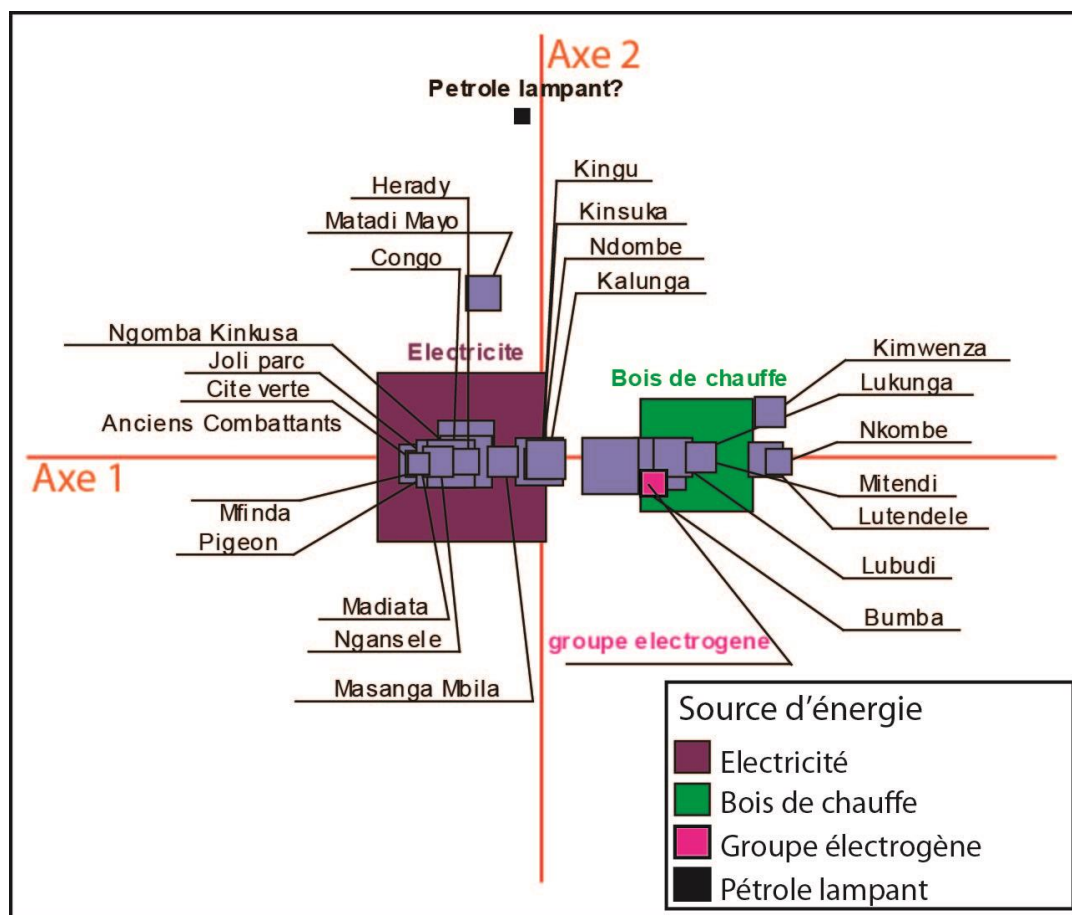 Axe 2
Petrole lampant?
Kingu
Herady
Kinsuka
Matadi Mayo
Ndombe
Congo
Kalunga
Ngomba Kinkusa
Electricite
Kimwenza
Joli parc
Bois de chauffe
Lukunga
Cite verte
Anciens Combattants
Nkombe
Axe 1
Mitendi
Mfinda
Lutendele
Pigeon
Lubudi
Madiata
Bumba
Ngansele
groupe electrogene
Masanga Mbila
Source d'énergie
Electricité
Bois de chauffe
Groupe électrogène
Pétrole lampant